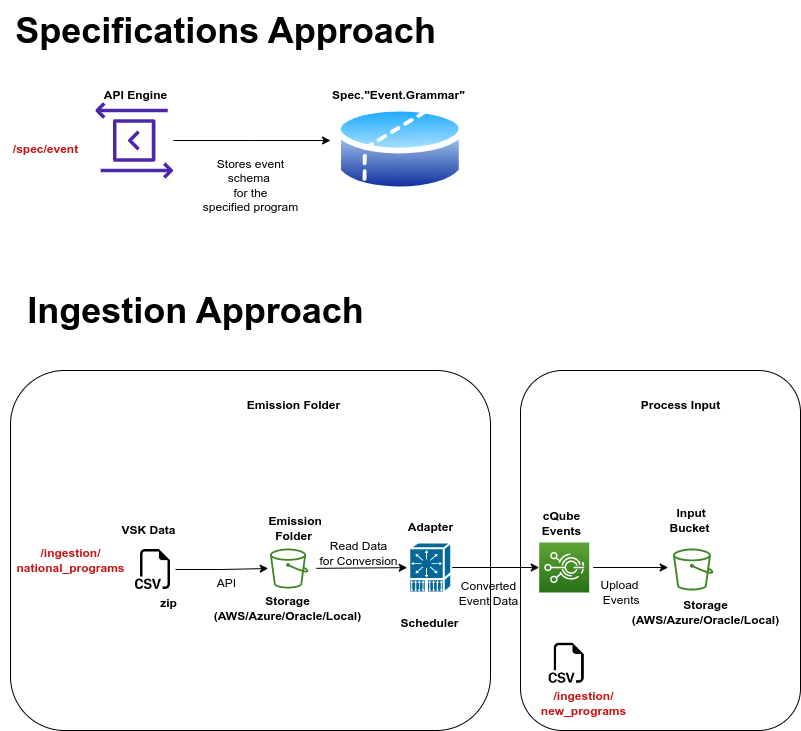 Specifications Approach
API Engine
Spec."Event.Grammar"
/spec/event
Stores event
schema
for the
specified program
Ingestion Approach
Emission Folder
Process Input
VSK Data
/ingestion/
national_programs
CSV
zip
API
Emission
Folder
Storage
(AWS/Azure/Oracle/Local)
Read Data
for Conversion
Adapter
Scheduler
Converted
Event Data
cQube
Events
Upload
Events
Input
Bucket
Storage
(AWS/Azure/Oracle/Local)
CSV
/ingestion/
new_programs